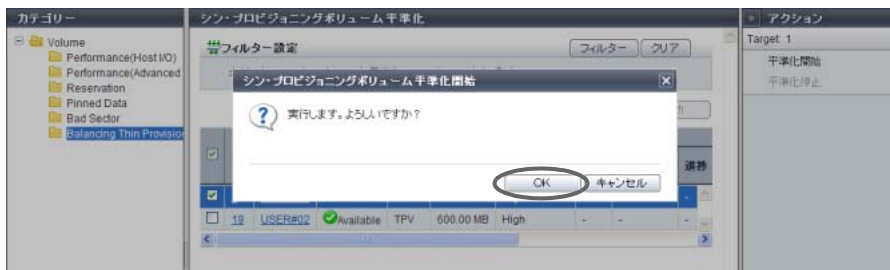 カテゴリー
シン・プロビジョニングボリューム平準化
アクション
Volume
Performance(Host I/O)
Performance(Advanced
Reservation
Pinned Data
Bad Sector
Balancing Thin Provision
フィルター設定
フィルター
クリア
Target: 1
平準化開始
平準化停止
シン・プロビジョニングボリューム平準化開始
実行します。よろしいですか?
OK
キャンセル
進捗
19 USER#02 Available TPV 600.00 MB High - - -